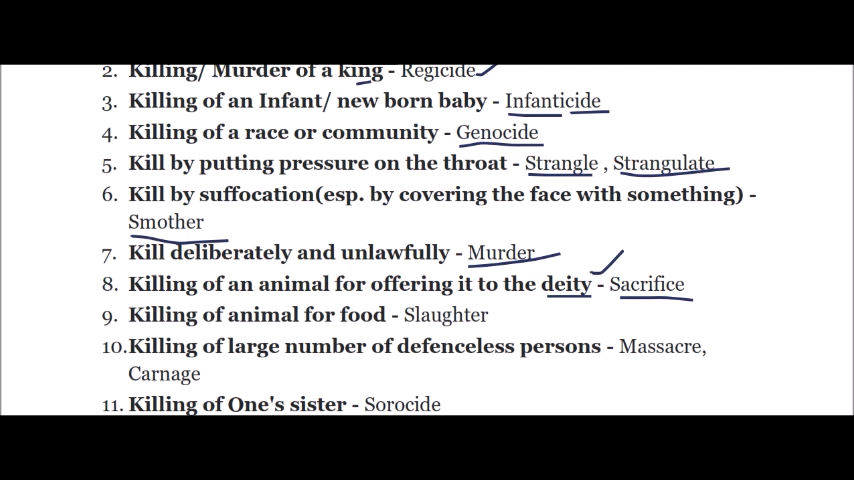 2. Killing/ Murder of a king - Regicide
3. Killing of an Infant/ new born baby - Infanticide
4. Killing of a race or community - Genocide
5. Kill by putting pressure on the throat - Strangle , Strangulate
6. Kill by suffocation(esp. by covering the face with something) -
Smother
7. Kill deliberately and unlawfully - Murder
8. Killing of an animal for offering it to the deity - Sacrifice
9. Killing of animal for food - Slaughter
10.Killing of large number of defenceless persons - Massacre,
Carnage
11. Killing of One's sister - Sorocide